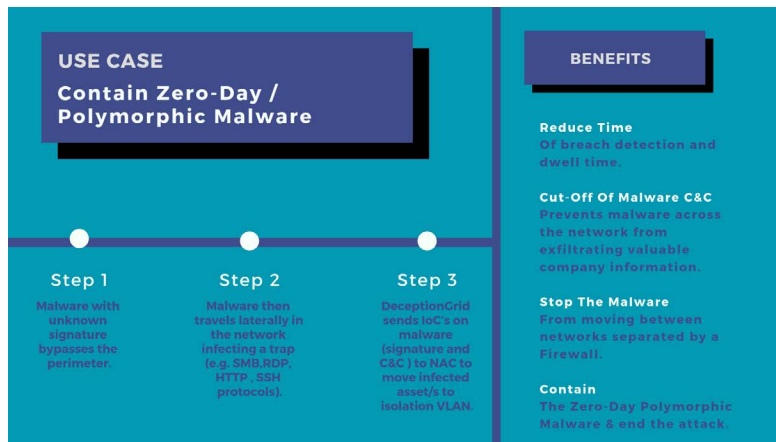 USE CASE
Contain Zero-Day /
Polymorphic Malware
Step 1
Malware with
unknown
signature
bypasses the
perimeter.
Step 2
Malware then
travels laterally in
the network
infecting a trap
(e.g. SMB,RDP,
HTTP , SSH
protocols).
Step 3
DeceptionGrid
sends IoC's on
malware
(signature and
C&C ) to NAC to
move infected
asset/s to
isolation VLAN.
BENEFITS
Reduce Time
Of breach detection and
dwell time.
Cut-Off Of Malware C&C
Prevents malware across
the network from
exfiltrating valuable
company information.
Stop The Malware
From moving between
networks separated by a
Firewall.
Contain
The Zero-Day Polymorphic
Malware & end the attack.